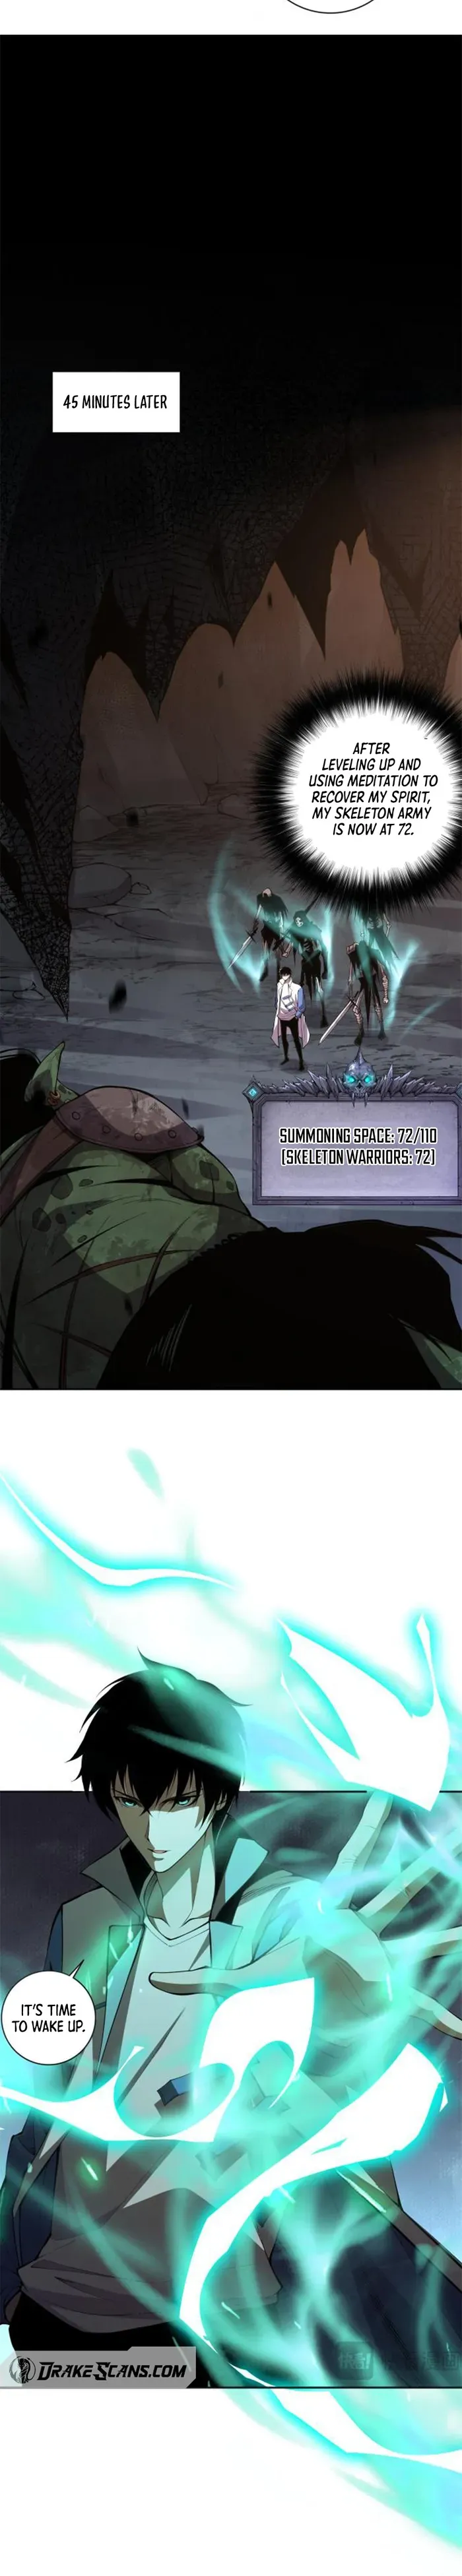 45 MINUTES LATER
AFTER
LEVELING UP AND
USING MEDITATION TO
RECOVER MY SPIRIT,
MY SKELETON ARMY
IS NOW AT 72.
SUMMONING SPACE: 72/110
[SKELETON WARRIORS: 72]
IT'S TIME
TO WAKE UP.
DRAKESCANS.COM